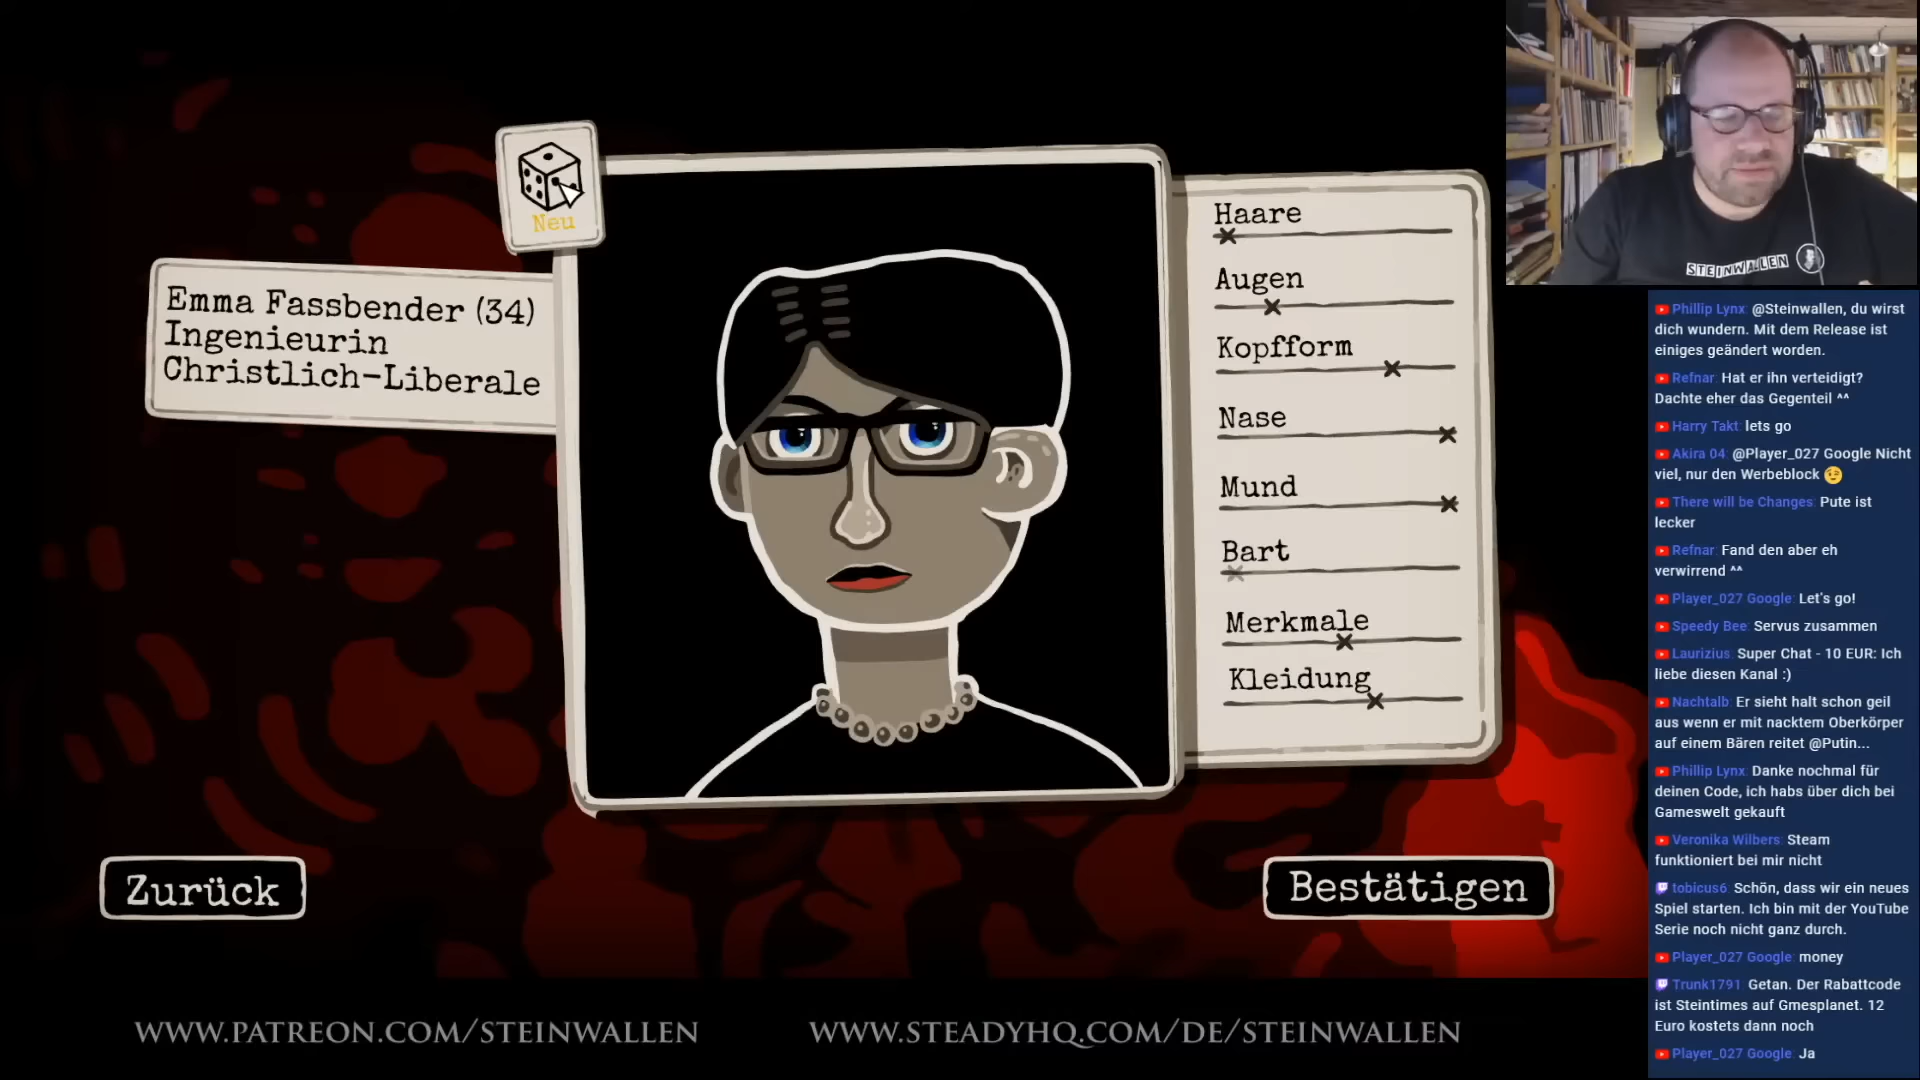 Neu
Emma Fassbender (34)
Ingenieurin
Christlich-Liberale
Haare
Augen
Kopfform
Nase
Mund
Bart
Merkmale
Kleidung
Zurück
Bestätigen
WWW.PATREON.COM/STEINWALLEN
WWW.STEADYHQ.COM/DE/STEINWALLEN
STEINWALLEN
Phillip Lynx: @Steinwallen, du wirst
dich wundern. Mit dem Release ist
einiges geändert worden.
Refnar: Hat er ihn verteidigt?
Dachte eher das Gegenteil ^^
Harry Takt: lets go
Akira 04: @Player_027 Google Nicht
viel, nur den Werbeblock 😉
There will be Changes: Pute ist
lecker
Refnar: Fand den aber eh
verwirrend ^^
Player_027 Google: Let's go!
Speedy Bee: Servus zusammen
Laurizius: Super Chat - 10 EUR: Ich
liebe diesen Kanal :)
Nachtalb: Er sieht halt schon geil
aus wenn er mit nacktem Oberkörper
auf einem Bären reitet @Putin...
Phillip Lynx: Danke nochmal für
deinen Code, ich habs über dich bei
Gameswelt gekauft
Veronika Wilbers: Steam
funktioniert bei mir nicht
tobicus6: Schön, dass wir ein neues
Spiel starten. Ich bin mit der YouTube
Serie noch nicht ganz durch.
Player_027 Google: money
Trunk1791: Getan. Der Rabattcode
ist Steintimes auf Gmesplanet. 12
Euro kostets dann noch
Player_027 Google: Ja